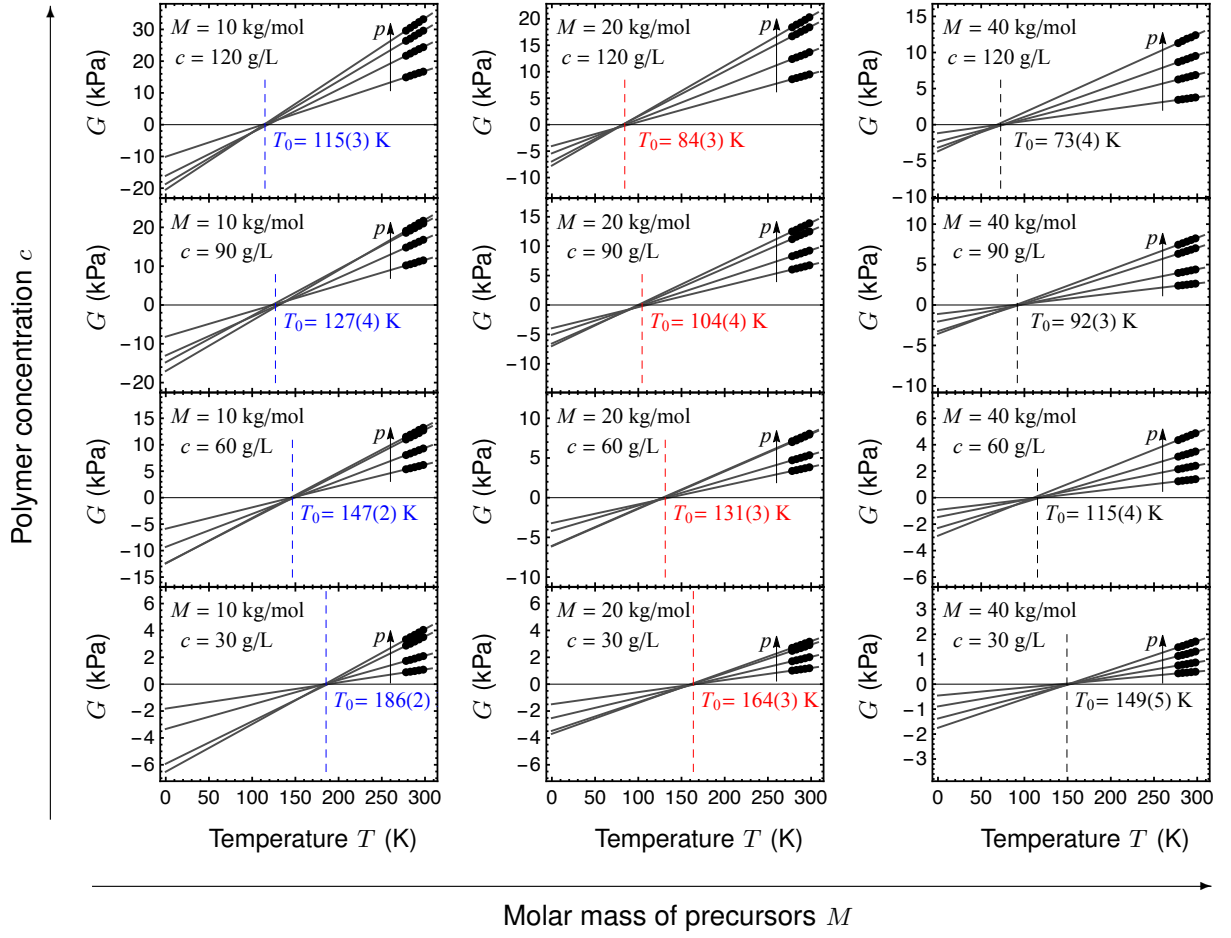 Polymer concentration c
G (kPa)
30
20
10
0
−10
−20
M = 10 kg/mol
c = 120 g/L
p
T0= 115(3) K
G (kPa)
20
15
10
5
0
−5
−10
M = 20 kg/mol
c = 120 g/L
p
T0= 84(3) K
G (kPa)
15
10
5
0
−5
−10
M = 40 kg/mol
c = 120 g/L
p
T0= 73(4) K
G (kPa)
20
10
0
−10
−20
M = 10 kg/mol
c = 90 g/L
p
T0= 127(4) K
G (kPa)
15
10
5
0
−5
−10
M = 20 kg/mol
c = 90 g/L
p
T0= 104(4) K
G (kPa)
10
5
0
−5
−10
M = 40 kg/mol
c = 90 g/L
p
T0= 92(3) K
G (kPa)
15
10
5
0
−5
−10
−15
M = 10 kg/mol
c = 60 g/L
p
T0= 147(2) K
G (kPa)
10
5
0
−5
−10
M = 20 kg/mol
c = 60 g/L
p
T0= 131(3) K
G (kPa)
6
4
2
0
−2
−4
−6
M = 40 kg/mol
c = 60 g/L
p
T0= 115(4) K
G (kPa)
6
4
2
0
−2
−4
−6
M = 10 kg/mol
c = 30 g/L
p
T0= 186(2)
0 50 100 150 200 250 300
Temperature T (K)
G (kPa)
6
4
2
0
−2
−4
−6
M = 20 kg/mol
c = 30 g/L
p
T0= 164(3) K
0 50 100 150 200 250 300
Temperature T (K)
G (kPa)
3
2
1
0
−1
−2
−3
M = 40 kg/mol
c = 30 g/L
p
T0= 149(5) K
0 50 100 150 200 250 300
Temperature T (K)
Molar mass of precursors M